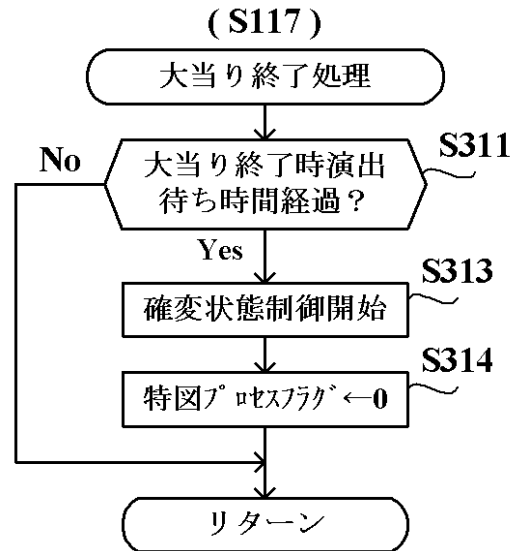 (S117)
大当り終了処理
No
大当り終了時演出
待ち時間経過？
S311
Yes
S313
確変状態制御開始
S314
特図ﾌﾟﾛｾｽﾌﾗｸﾞ←0
リターン